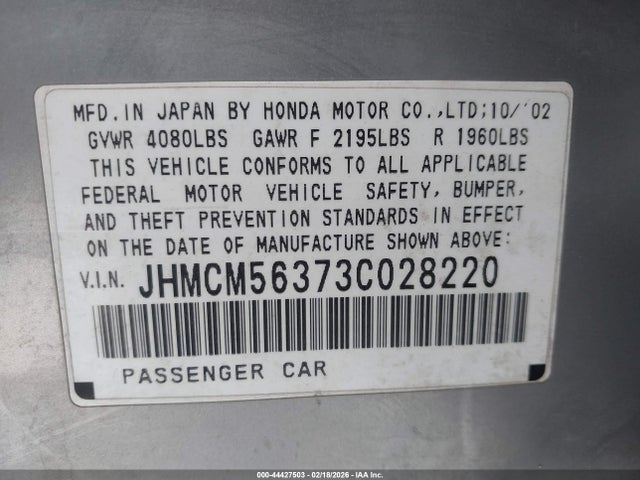 MFD.IN JAPAN BY HONDA MOTOR CO.,LTD;10/'02
GVWR 4080LBS GAWR F 2195LBS R 1960LBS
THIS VEHICLE CONFORMS TO ALL APPLICABLE
FEDERAL MOTOR VEHICLE SAFETY, BUMPER,
AND THEFT PREVENTION STANDARDS IN EFFECT
ON THE DATE OF MANUFACTURE SHOWN ABOVE:
V.I.N. JHMCM56373C028220
PASSENGER CAR
000-44427503 - 02/18/2026 - IAA Inc.